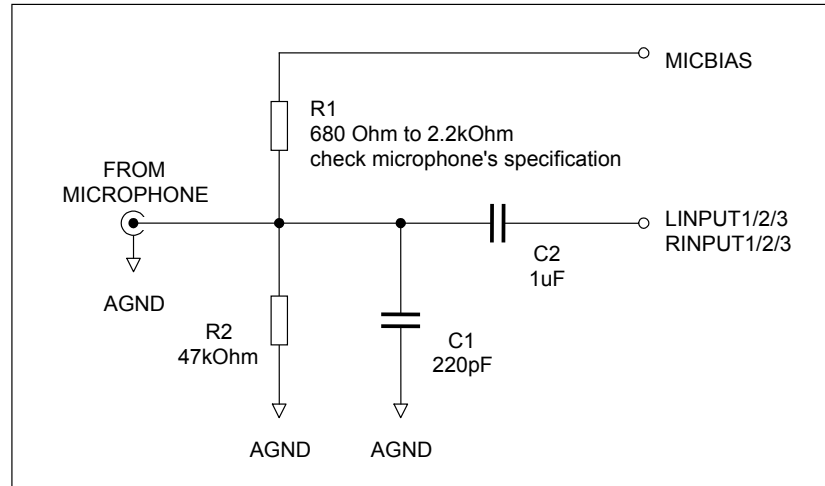 MICBIAS
R1
680 Ohm to 2.2kOhm
check microphone's specification
FROM
MICROPHONE
LINPUT1/2/3
RINPUT1/2/3
C2
1uF
AGND
R2
47kOhm
C1
220pF
AGND
AGND